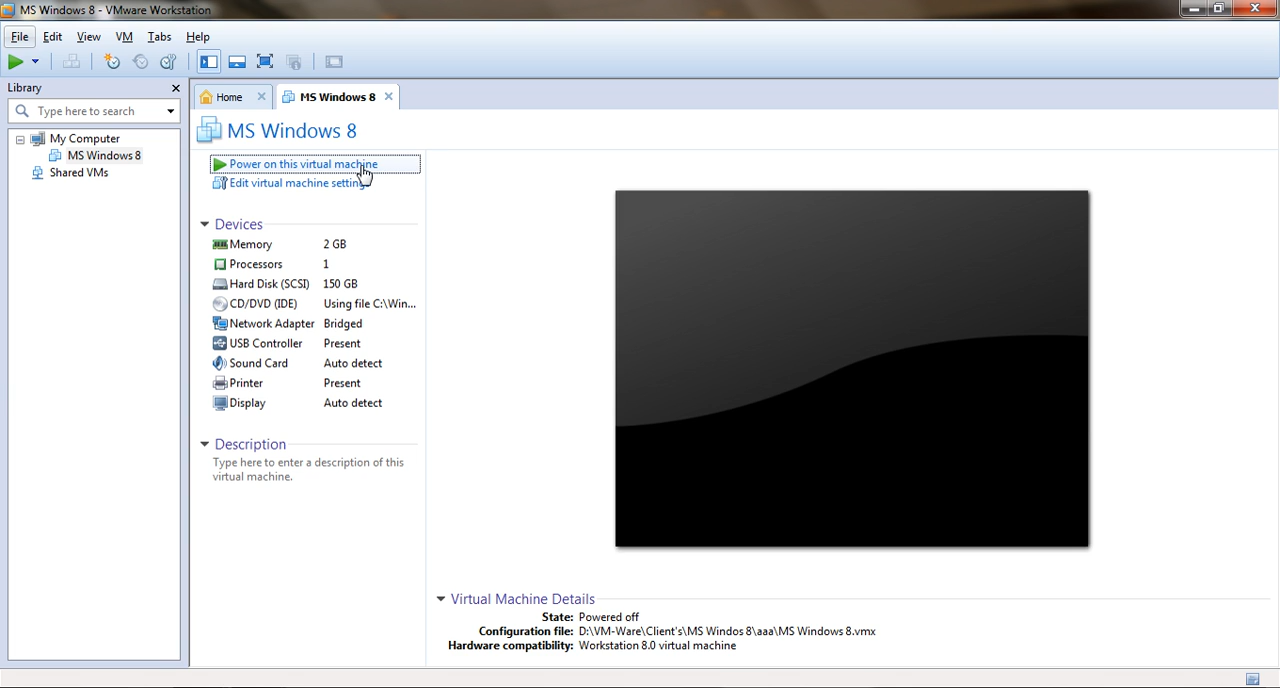 MS Windows 8 - VMware Workstation
File Edit View VM Tabs Help
Library
Type here to search
My Computer
MS Windows 8
Shared VMs
Home
MS Windows 8
MS Windows 8
Power on this virtual machine
Edit virtual machine settings
Devices
Memory 2 GB
Processors 1
Hard Disk (SCSI) 150 GB
CD/DVD (IDE) Using file C:\Win...
Network Adapter Bridged
USB Controller Present
Sound Card Auto detect
Printer Present
Display Auto detect
Description
Type here to enter a description of this
virtual machine.
Virtual Machine Details
State: Powered off
Configuration file: D:\VM-Ware\Client's\MS Windos 8\aaa\MS Windows 8.vmx
Hardware compatibility: Workstation 8.0 virtual machine